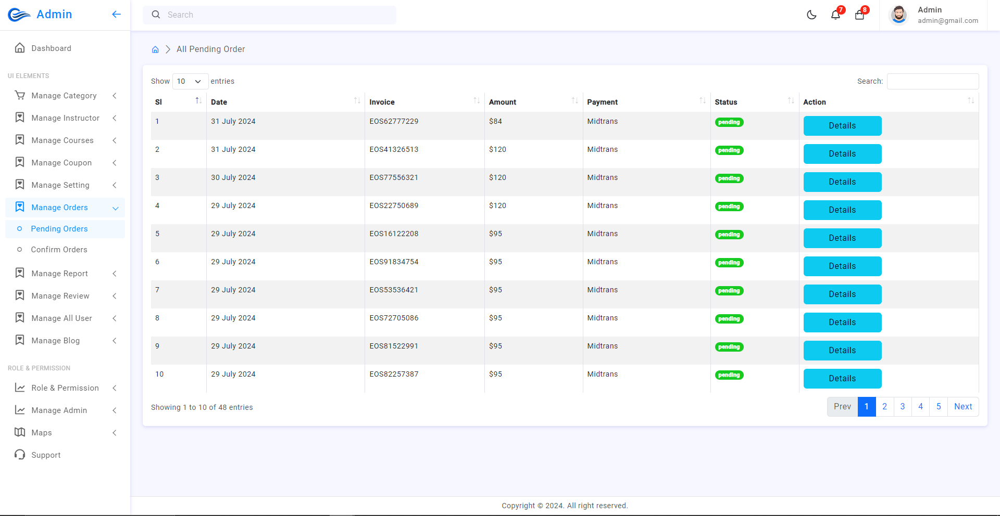 Admin
Search
7
8
Admin
admin@gmail.com
Dashboard
UI ELEMENTS
Manage Category
Manage Instructor
Manage Courses
Manage Coupon
Manage Setting
Manage Orders
Pending Orders
Confirm Orders
Manage Report
Manage Review
Manage All User
Manage Blog
ROLE & PERMISSION
Role & Permission
Manage Admin
Maps
Support
All Pending Order
Show 10 entries
Search:
Sl Date Invoice Amount Payment Status Action
1 31 July 2024 EOS62777229 $84 Midtrans pending Details
2 31 July 2024 EOS41326513 $120 Midtrans pending Details
3 30 July 2024 EOS77556321 $120 Midtrans pending Details
4 29 July 2024 EOS22750689 $120 Midtrans pending Details
5 29 July 2024 EOS16122208 $95 Midtrans pending Details
6 29 July 2024 EOS91834754 $95 Midtrans pending Details
7 29 July 2024 EOS53536421 $95 Midtrans pending Details
8 29 July 2024 EOS72705086 $95 Midtrans pending Details
9 29 July 2024 EOS81522991 $95 Midtrans pending Details
10 29 July 2024 EOS82257387 $95 Midtrans pending Details
Showing 1 to 10 of 48 entries
Prev 1 2 3 4 5 Next
Copyright © 2024. All right reserved.